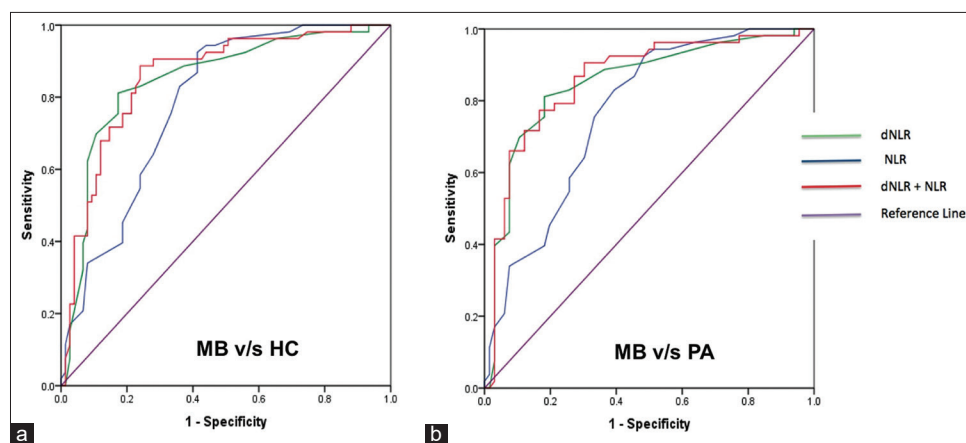 1.0
0.8
0.6
0.4
0.2
0.0
Sensitivity
0.0 0.2 0.4 0.6 0.8 1.0
1 - Specificity
MB v/s HC
a
1.0
0.8
0.6
0.4
0.2
0.0
Sensitivity
0.0 0.2 0.4 0.6 0.8 1.0
1 - Specificity
MB v/s PA
b
dNLR
NLR
dNLR + NLR
Reference Line